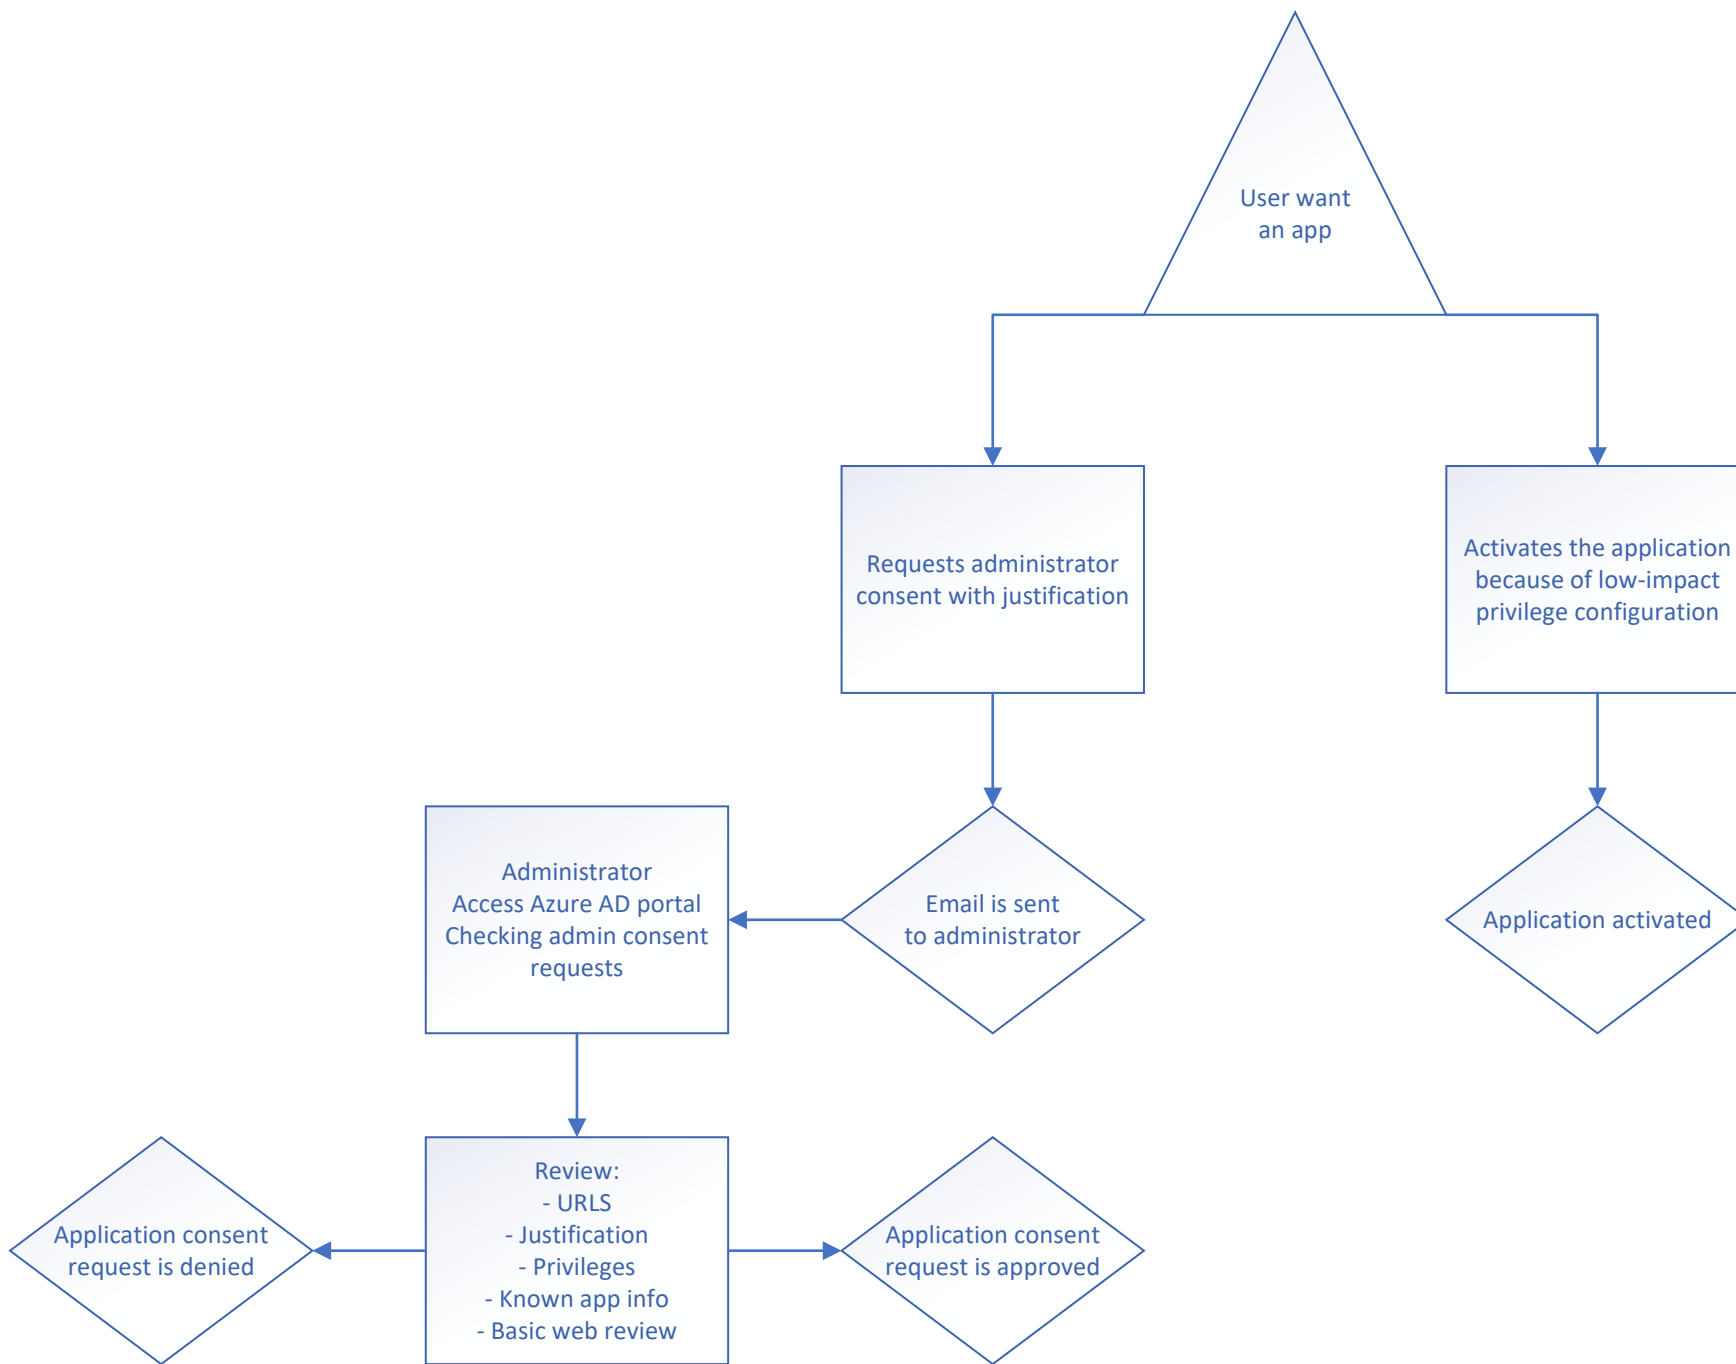 User want
an app
Requests administrator
consent with justification
Activates the application
because of low-impact
privilege configuration
Administrator
Access Azure AD portal
Checking admin consent
requests
Email is sent
to administrator
Application activated
Application consent
request is denied
Review:
- URLS
- Justification
- Privileges
- Known app info
- Basic web review
Application consent
request is approved